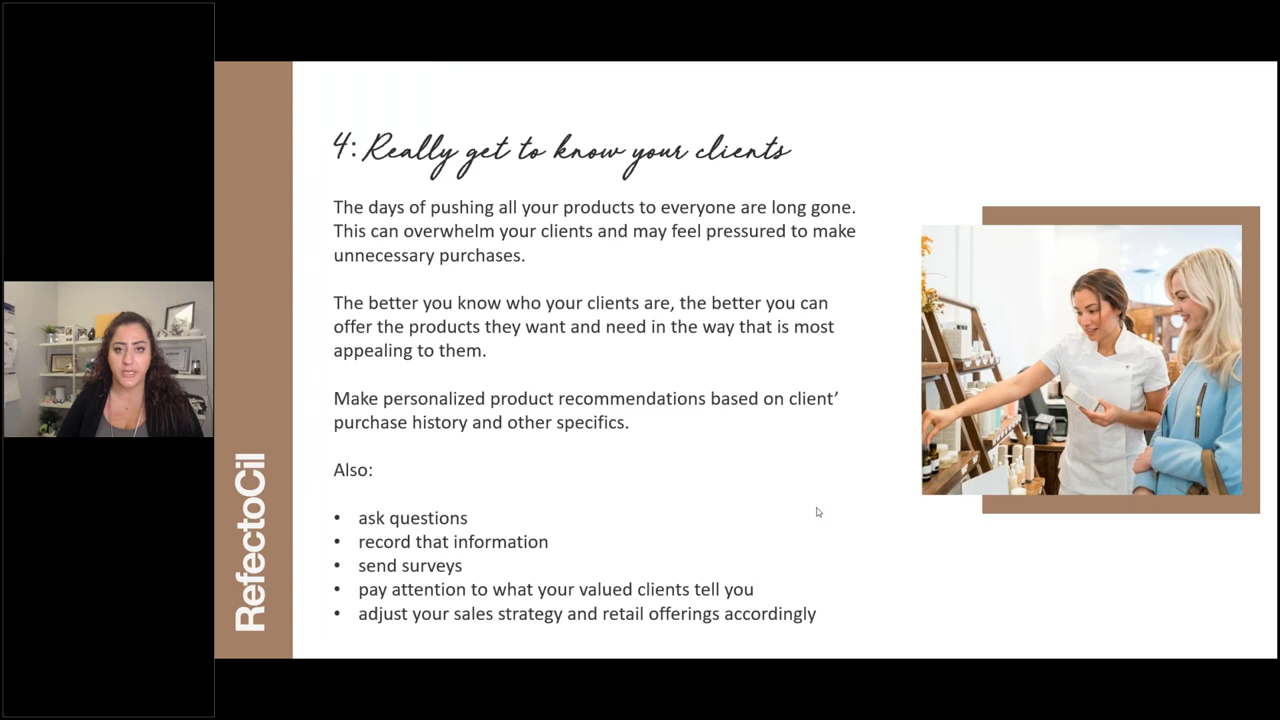 4: Really get to know your clients
The days of pushing all your products to everyone are long gone.
This can overwhelm your clients and may feel pressured to make
unnecessary purchases.
The better you know who your clients are, the better you can
offer the products they want and need in the way that is most
appealing to them.
Make personalized product recommendations based on client’
purchase history and other specifics.
Also:
• ask questions
• record that information
• send surveys
• pay attention to what your valued clients tell you
• adjust your sales strategy and retail offerings accordingly
RefectoCil